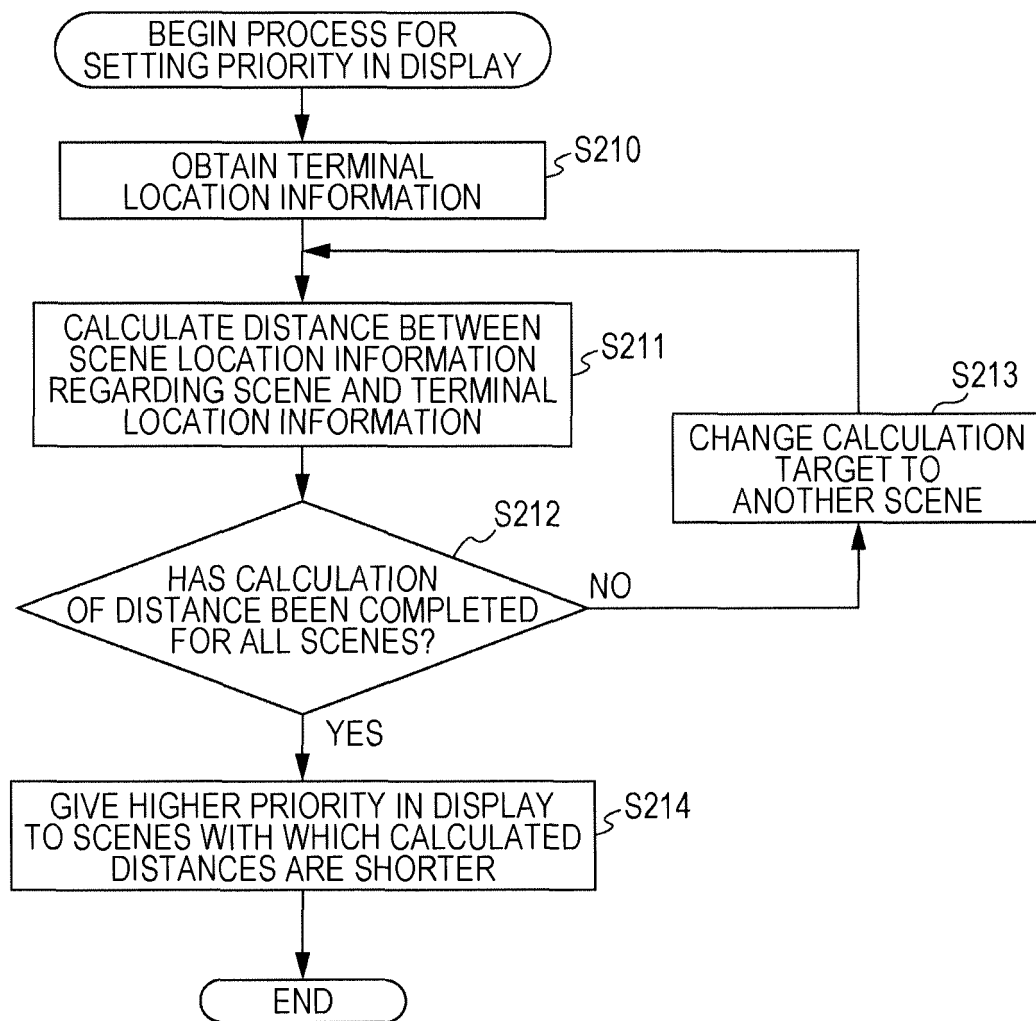 BEGIN PROCESS FOR
SETTING PRIORITY IN DISPLAY
OBTAIN TERMINAL
LOCATION INFORMATION
S210
CALCULATE DISTANCE BETWEEN
SCENE LOCATION INFORMATION
REGARDING SCENE AND TERMINAL
LOCATION INFORMATION
S211
S213
CHANGE CALCULATION
TARGET TO
ANOTHER SCENE
S212
HAS CALCULATION
OF DISTANCE BEEN COMPLETED
FOR ALL SCENES?
NO
YES
GIVE HIGHER PRIORITY IN DISPLAY
TO SCENES WITH WHICH CALCULATED
DISTANCES ARE SHORTER
S214
END